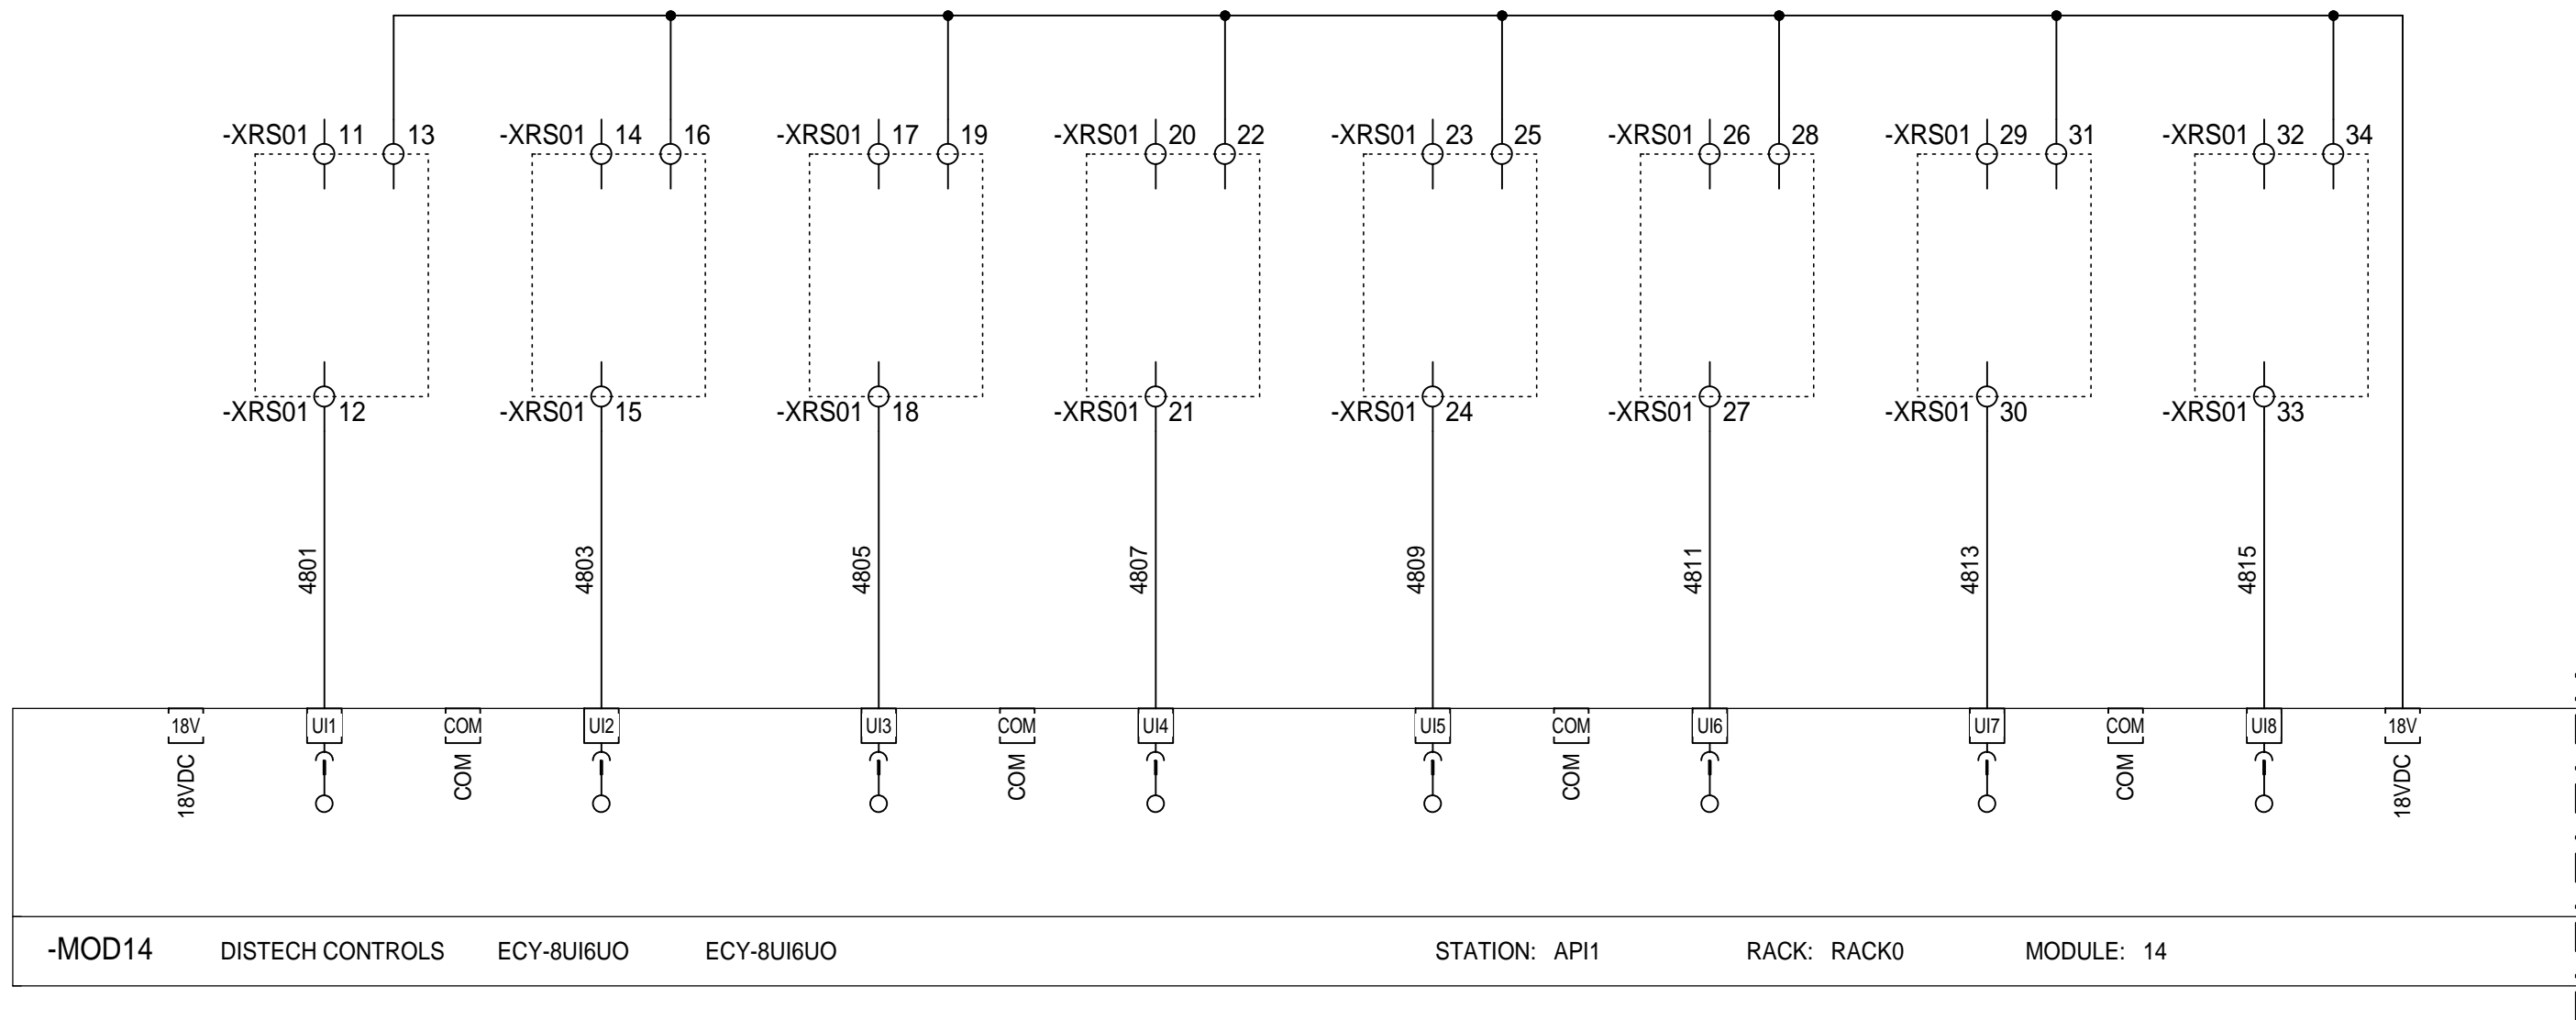 -XRS01 11 13 -XRS01 14 16 -XRS01 17 19 -XRS01 20 22 -XRS01 23 25 -XRS01 26 28 -XRS01 29 31 -XRS01 32 34
-XRS01 12 -XRS01 15 -XRS01 18 -XRS01 21 -XRS01 24 -XRS01 27 -XRS01 30 -XRS01 33
4801 4803 4805 4807 4809 4811 4813 4815
18V UI1 COM UI2 UI3 COM UI4 UI5 COM UI6 UI7 COM UI8 18V
18VDC COM COM COM COM 18VDC
-MOD14 DISTECH CONTROLS ECY-8UI6UO ECY-8UI6UO STATION: API1 RACK: RACK0 MODULE: 14